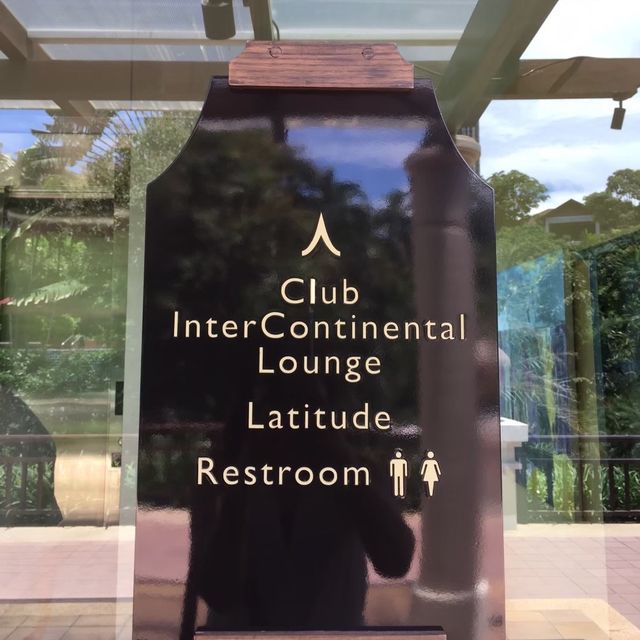 Club
InterContinental
Lounge
Latitude
Restroom